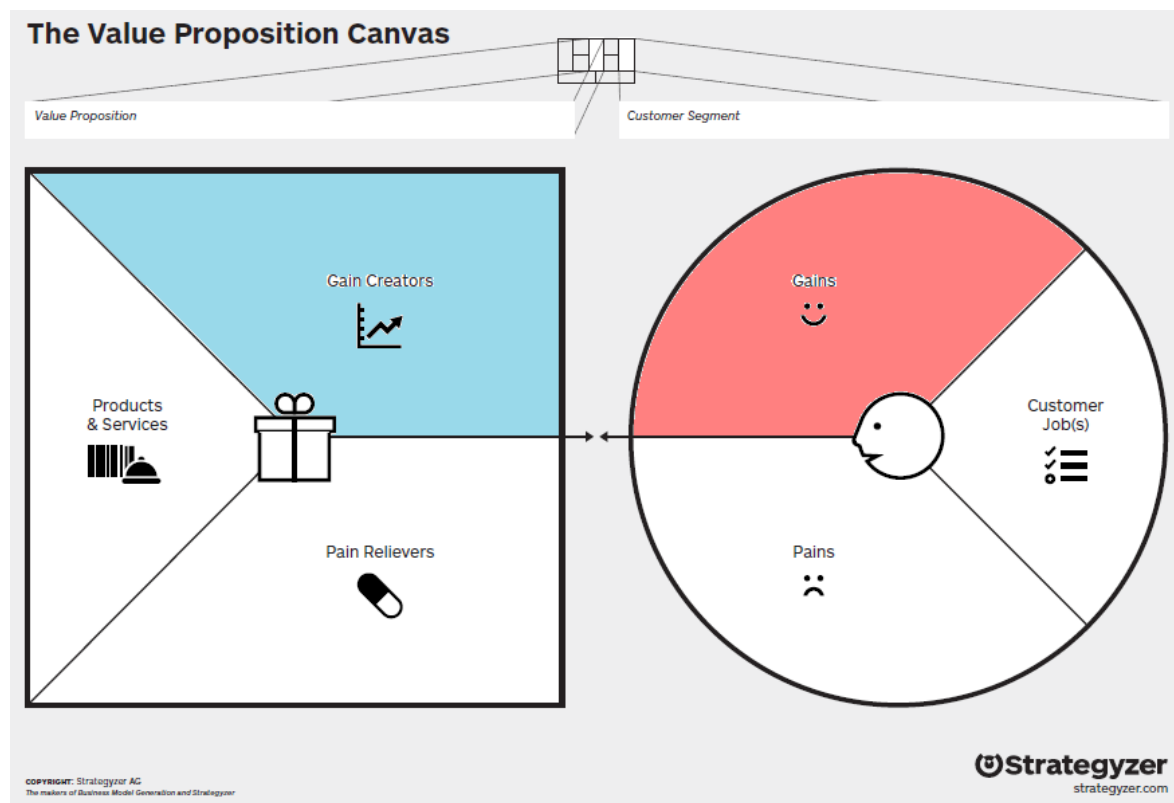 The Value Proposition Canvas
Value Proposition
Customer Segment
Gain Creators
Gains
Products
& Services
Customer
Job(s)
Pain Relievers
Pains
COPYRIGHT: Strategyzer AG
The makers of Business Model Generation and Strategyzer
Strategyzer
strategyzer.com